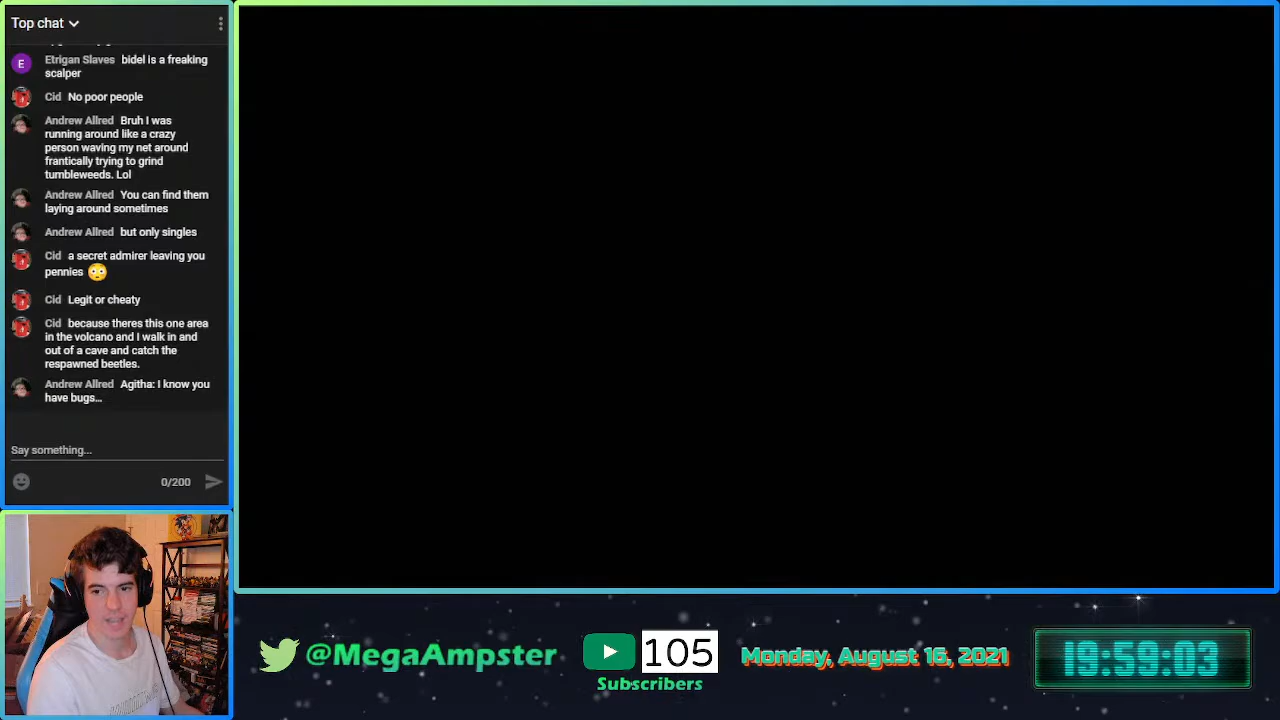 Top chat
E
Etrigan Slaves bidel is a freaking
scalper
Cid No poor people
Andrew Allred Bruh I was
running around like a crazy
person waving my net around
frantically trying to grind
tumbleweeds. Lol
Andrew Allred You can find them
laying around sometimes
Andrew Allred but only singles
Cid a secret admirer leaving you
pennies 😳
Cid Legit or cheaty
Cid because theres this one area
in the volcano and I walk in and
out of a cave and catch the
respawned beetles.
Andrew Allred Agitha: I know you
have bugs...
Say something...
0/200
@MegaAmpster
105
Subscribers
Monday, August 16, 2021
19:59:03